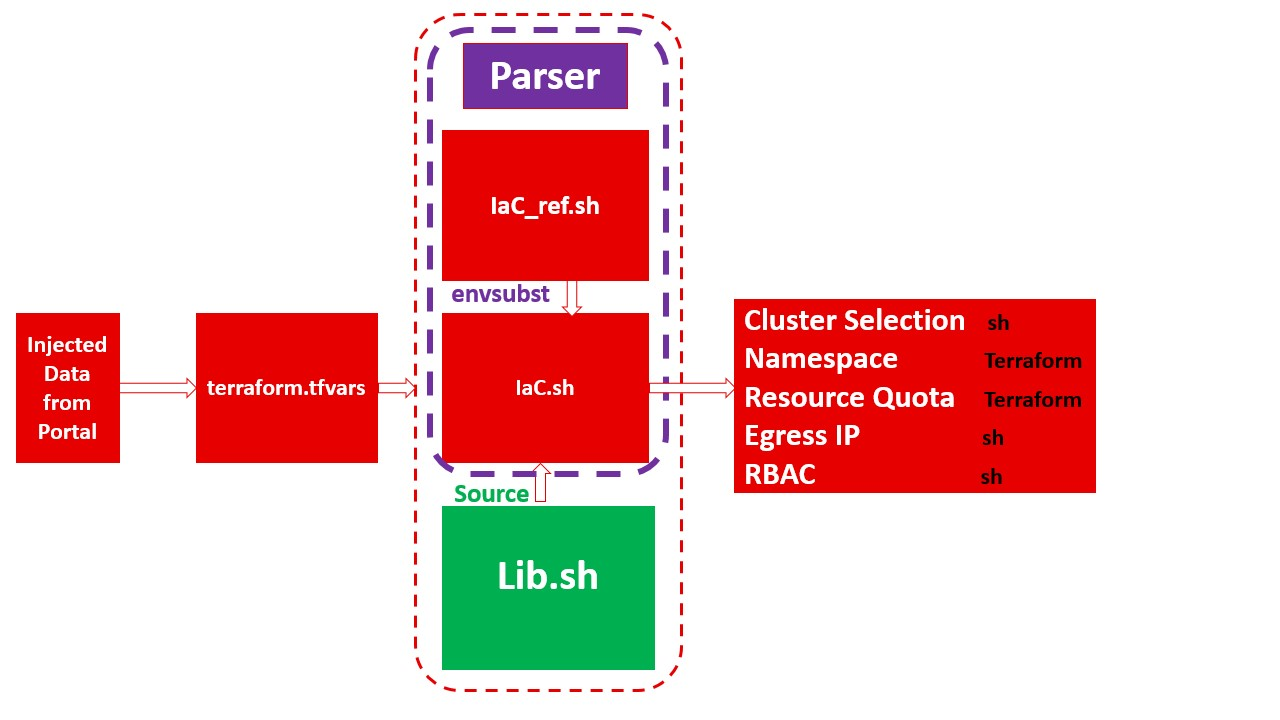 Parser
IaC_ref.sh
envsubst
Injected
Data
from
Portal
terraform.tfvars
IaC.sh
Cluster Selection sh
Namespace Terraform
Resource Quota Terraform
Egress IP sh
RBAC sh
Source
Lib.sh